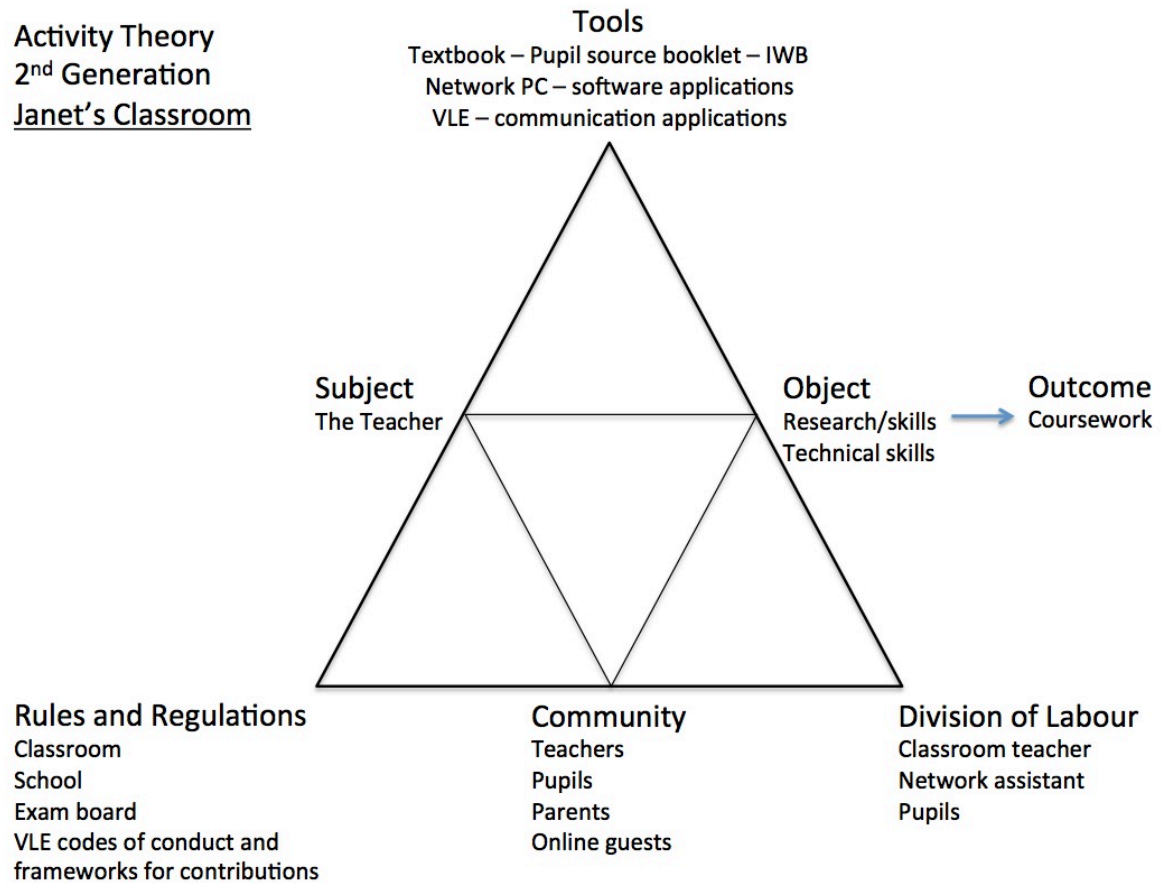 Activity Theory
2nd Generation
Janet's Classroom
Tools
Textbook – Pupil source booklet – IWB
Network PC – software applications
VLE – communication applications
Subject
The Teacher
Object
Research/skills
Technical skills
Outcome
Coursework
Rules and Regulations
Classroom
School
Exam board
VLE codes of conduct and
frameworks for contributions
Community
Teachers
Pupils
Parents
Online guests
Division of Labour
Classroom teacher
Network assistant
Pupils